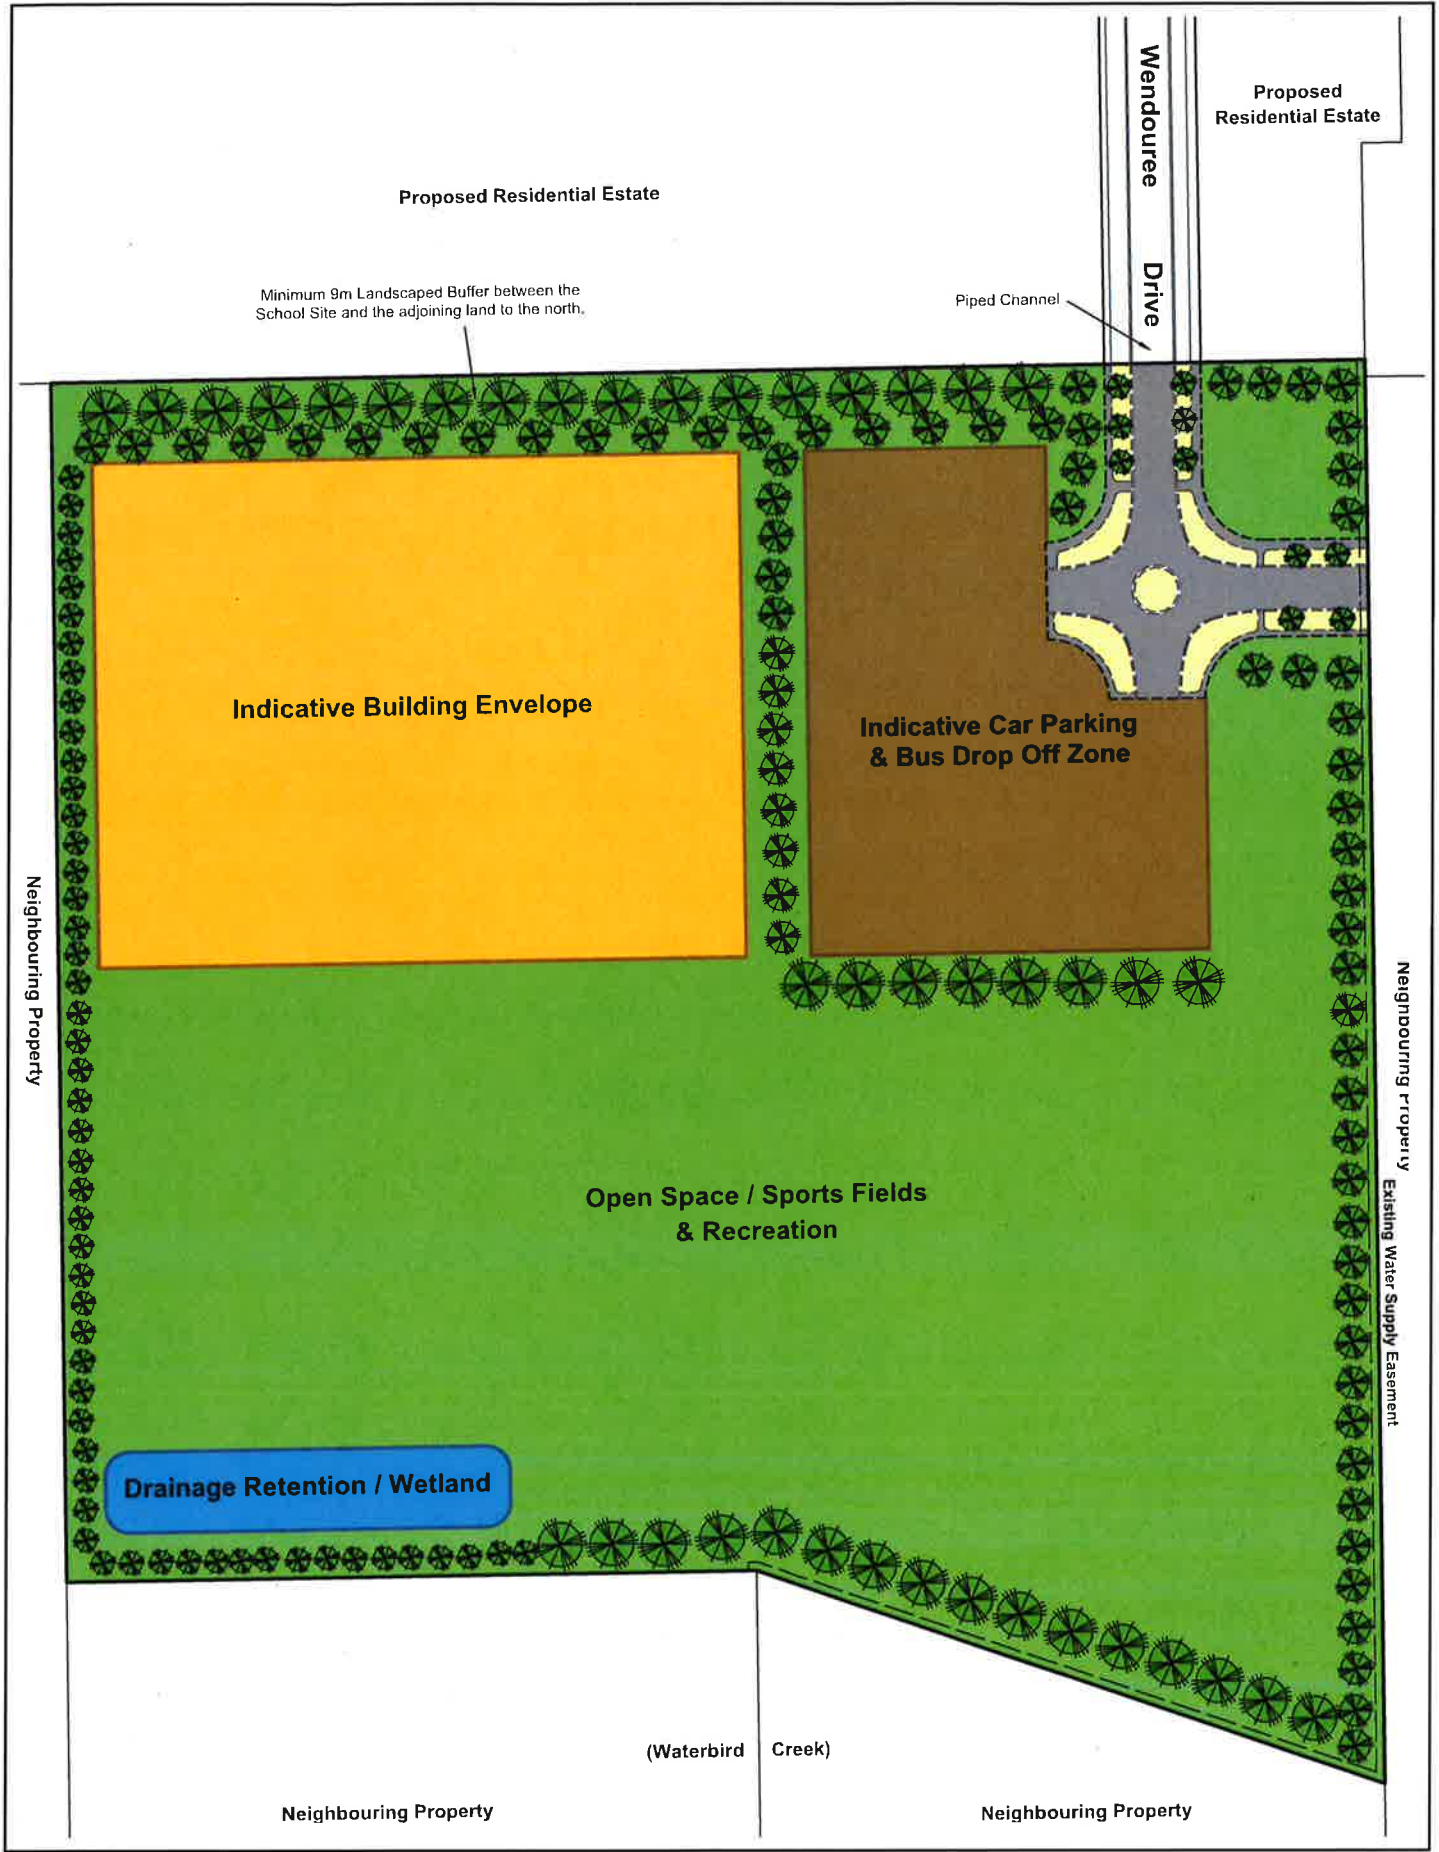 Wendouree Drive
Proposed
Residential Estate
Proposed Residential Estate
Minimum 9m Landscaped Buffer between the
School Site and the adjoining land to the north.
Piped Channel
Indicative Building Envelope
Indicative Car Parking
& Bus Drop Off Zone
Neighbouring Property
Neighbouring Property
Existing Water Supply Easement
Open Space / Sports Fields
& Recreation
Drainage Retention / Wetland
(Waterbird Creek)
Neighbouring Property
Neighbouring Property